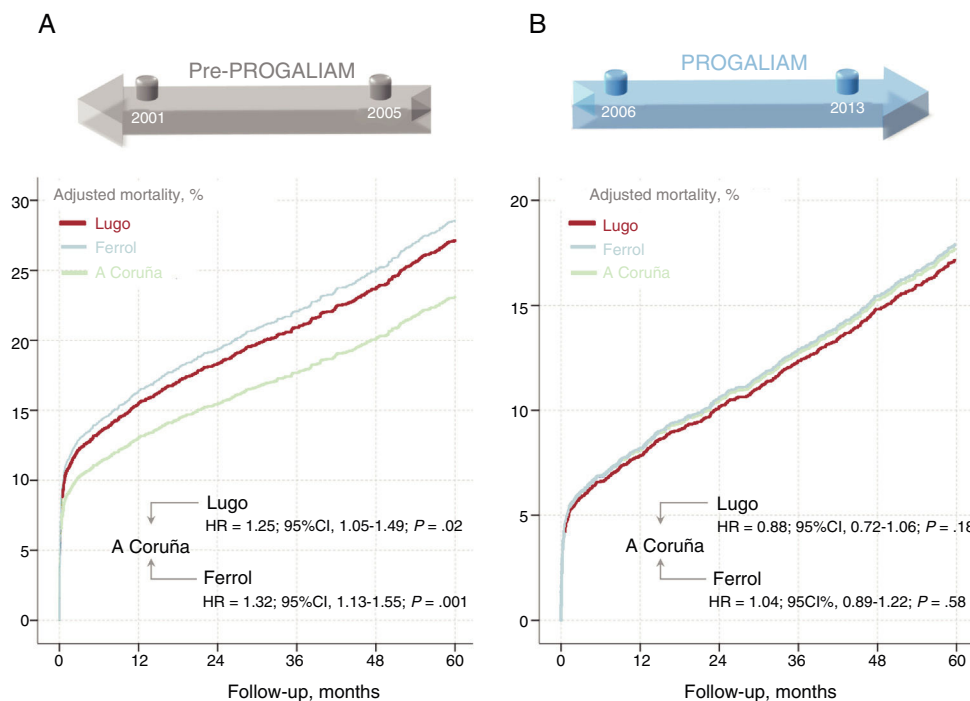 A
Pre-PROGALIAM
2001
2005
Adjusted mortality, %
Lugo
Ferrol
A Coruña
30
25
20
15
10
5
0
Lugo
HR = 1.25; 95%CI, 1.05-1.49; P = .02
A Coruña
Ferrol
HR = 1.32; 95%CI, 1.13-1.55; P = .001
0
12
24
36
48
60
Follow-up, months
B
PROGALIAM
2006
2013
Adjusted mortality, %
Lugo
Ferrol
A Coruña
20
15
10
5
0
Lugo
HR = 0.88; 95%CI, 0.72-1.06; P = .18
A Coruña
Ferrol
HR = 1.04; 95CI%, 0.89-1.22; P = .58
0
12
24
36
48
60
Follow-up, months